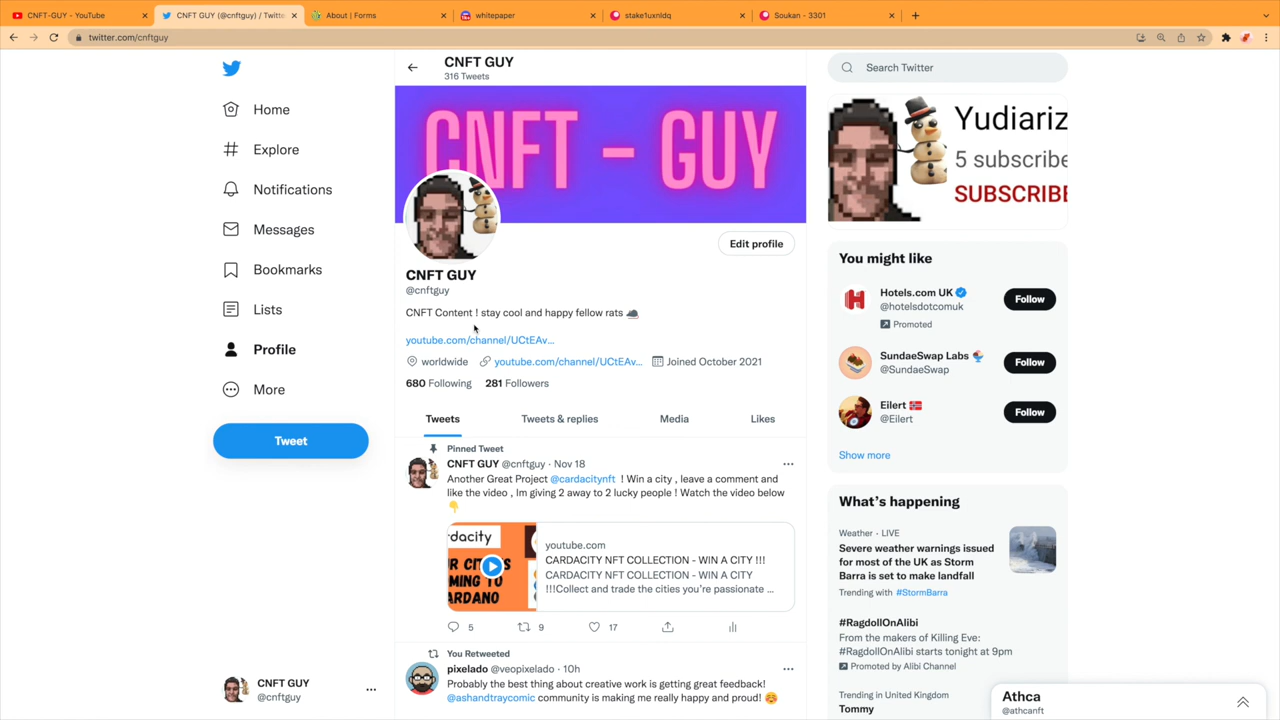 CNFT-GUY - YouTube
CNFT GUY (@cnftguy) / Twitte
About | Forms
whitepaper
stake1uxnldq
Soukan - 3301
twitter.com/cnftguy
Home
Explore
Notifications
Messages
Bookmarks
Lists
Profile
More
Tweet
CNFT GUY
@cnftguy
CNFT GUY
316 Tweets
CNFT - GUY
Edit profile
CNFT GUY
@cnftguy
CNFT Content ! stay cool and happy fellow rats 🐀
youtube.com/channel/UCtEAv...
worldwide youtube.com/channel/UCtEAv... Joined October 2021
680 Following 281 Followers
Tweets Tweets & replies Media Likes
Pinned Tweet
CNFT GUY @cnftguy · Nov 18
Another Great Project @cardacitynft ! Win a city , leave a comment and
like the video , Im giving 2 away to 2 lucky people ! Watch the video below
👇
rdacity
UR CITY'S
MING TO
ARDANO
youtube.com
CARDACITY NFT COLLECTION - WIN A CITY !!!
CARDACITY NFT COLLECTION - WIN A CITY
!!!Collect and trade the cities you're passionate ...
5 9 17
You Retweeted
pixelado @veopixelado · 10h
Probably the best thing about creative work is getting great feedback!
@ashandtraycomic community is making me really happy and proud! 😊
Search Twitter
Yudiariz
5 subscribe
SUBSCRIBE
You might like
Hotels.com UK
@hotelsdotcomuk
Promoted
Follow
SundaeSwap Labs 🍨
@SundaeSwap
Follow
Eilert 🇳🇴
@Eilert
Follow
Show more
What's happening
Weather · LIVE
Severe weather warnings issued
for most of the UK as Storm
Barra is set to make landfall
Trending with #StormBarra
#RagdollOnAlibi
From the makers of Killing Eve:
#RagdollOnAlibi starts tonight at 9pm
Promoted by Alibi Channel
Trending in United Kingdom
Tommy
Athca
@athcanft